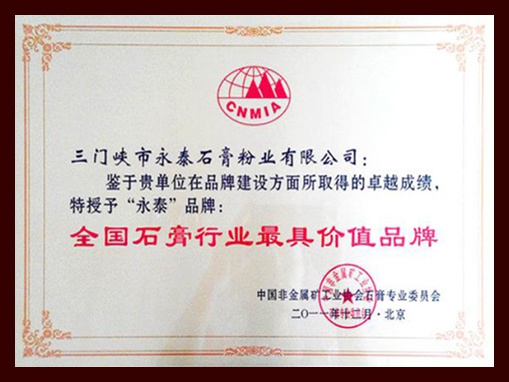 CNMIA
三门峡市永泰石膏粉业有限公司:
鉴于贵单位在品牌建设方面所取得的卓越成绩,
特授予“永泰”品牌:
全国石膏行业最具价值品牌
中国非金属矿工业协会石膏专业委员会
二〇一一年十二月·北京